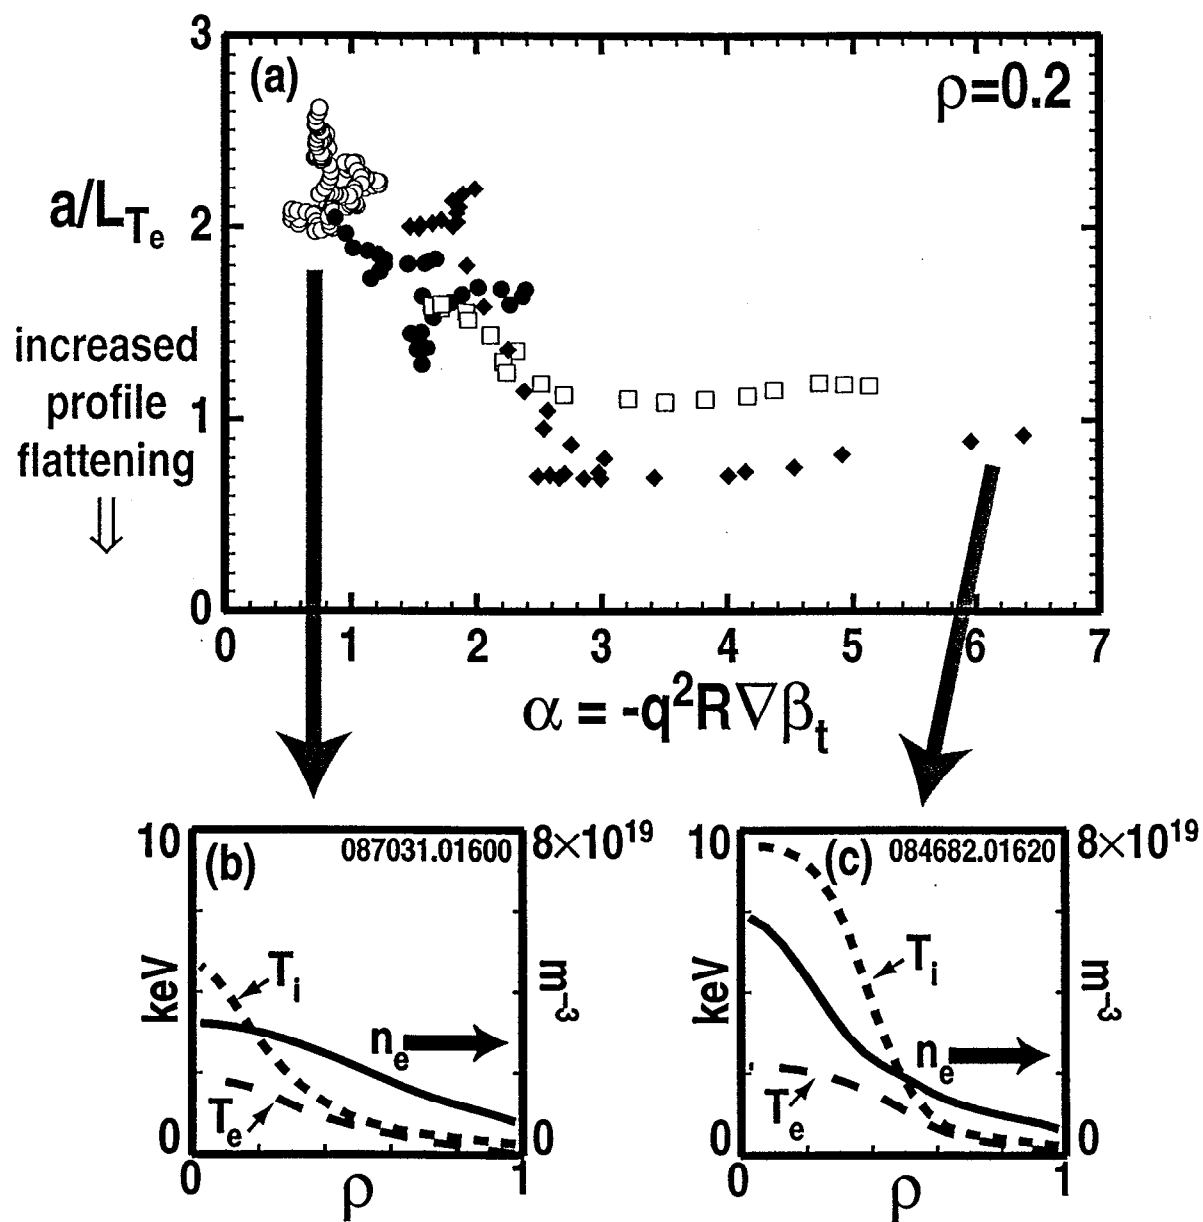 3
(a)
ρ=0.2
a/L_Te
2
increased
profile
flattening
⇓
1
0
0 1 2 3 4 5 6 7
α = -q²R∇β_t
10
(b)
087031.01600
8×10¹⁹
keV
T_i
n_e
T_e
m⁻³
0
0
0
ρ
1
10
(c)
084682.01620
8×10¹⁹
keV
T_i
n_e
T_e
m⁻³
0
0
0
ρ
1